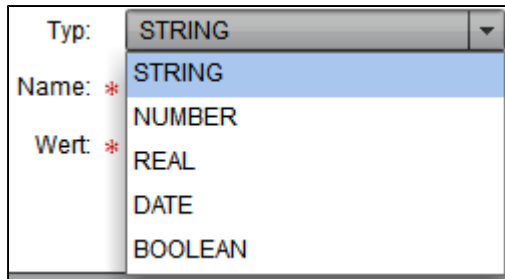 Typ: STRING
Name: * STRING
NUMBER
Wert: * REAL
DATE
BOOLEAN